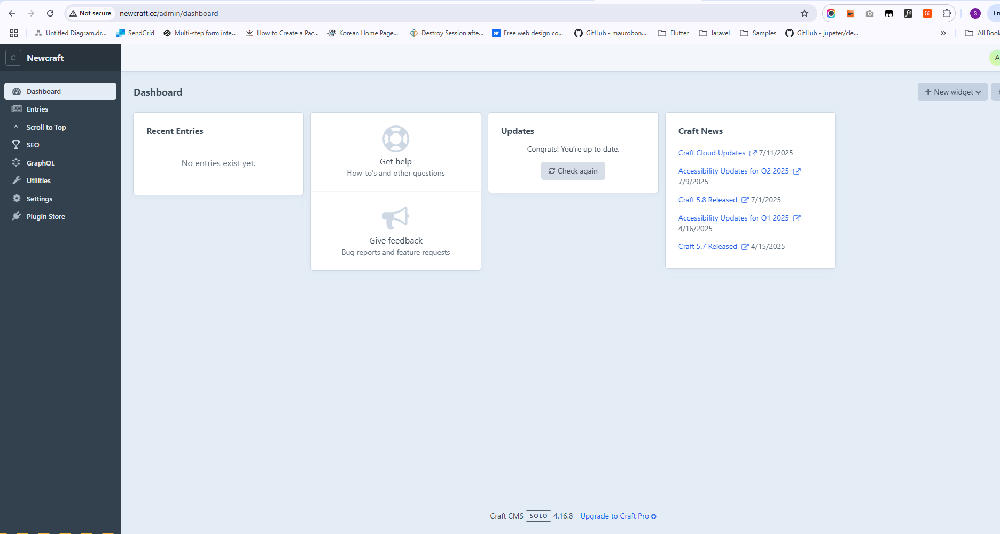 Not secure newcraft.cc/admin/dashboard
S
Untitled Diagram.dr... SendGrid Multi-step form inte... How to Create a Pac... Korean Home Page... Destroy Session afte... Free web design co... GitHub - maurobon... Flutter laravel Samples GitHub - jupeter/cle... » All Book
C Newcraft
A
Dashboard
Entries
Scroll to Top
SEO
GraphQL
Utilities
Settings
Plugin Store
Dashboard
New widget
Recent Entries
No entries exist yet.
Get help
How-to’s and other questions
Give feedback
Bug reports and feature requests
Updates
Congrats! You’re up to date.
Check again
Craft News
Craft Cloud Updates 7/11/2025
Accessibility Updates for Q2 2025
7/9/2025
Craft 5.8 Released 7/1/2025
Accessibility Updates for Q1 2025
4/16/2025
Craft 5.7 Released 4/15/2025
Craft CMS SOLO 4.16.8 Upgrade to Craft Pro